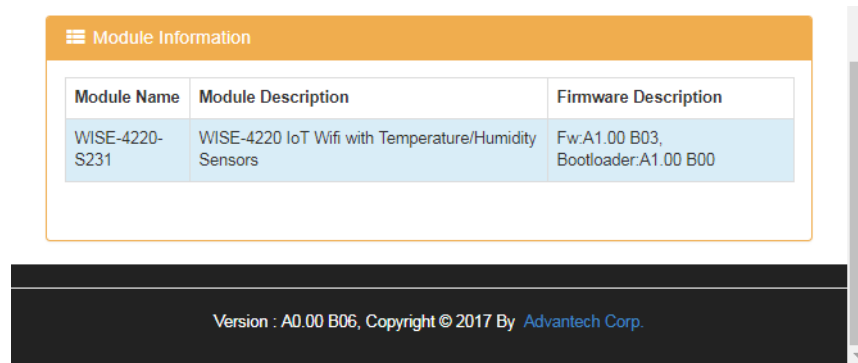 Module Information
Module Name Module Description Firmware Description
WISE-4220- WISE-4220 IoT Wifi with Temperature/Humidity Fw:A1.00 B03,
S231 Sensors Bootloader:A1.00 B00
Version : A0.00 B06, Copyright © 2017 By Advantech Corp.